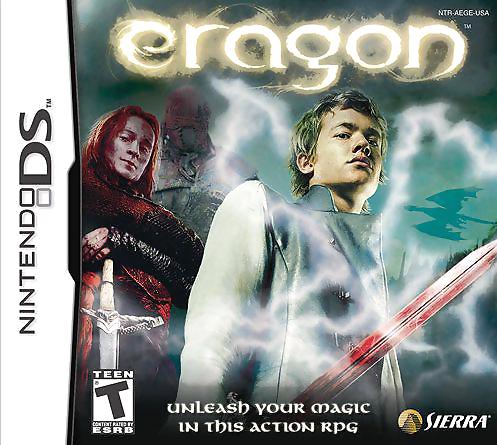 NTR-AEGE-USA
eragon
TM
NINTENDO DS
TM
TEEN
T
CONTENT RATED BY
ESRB
UNLEASH YOUR MAGIC
IN THIS ACTION RPG
SIERRA